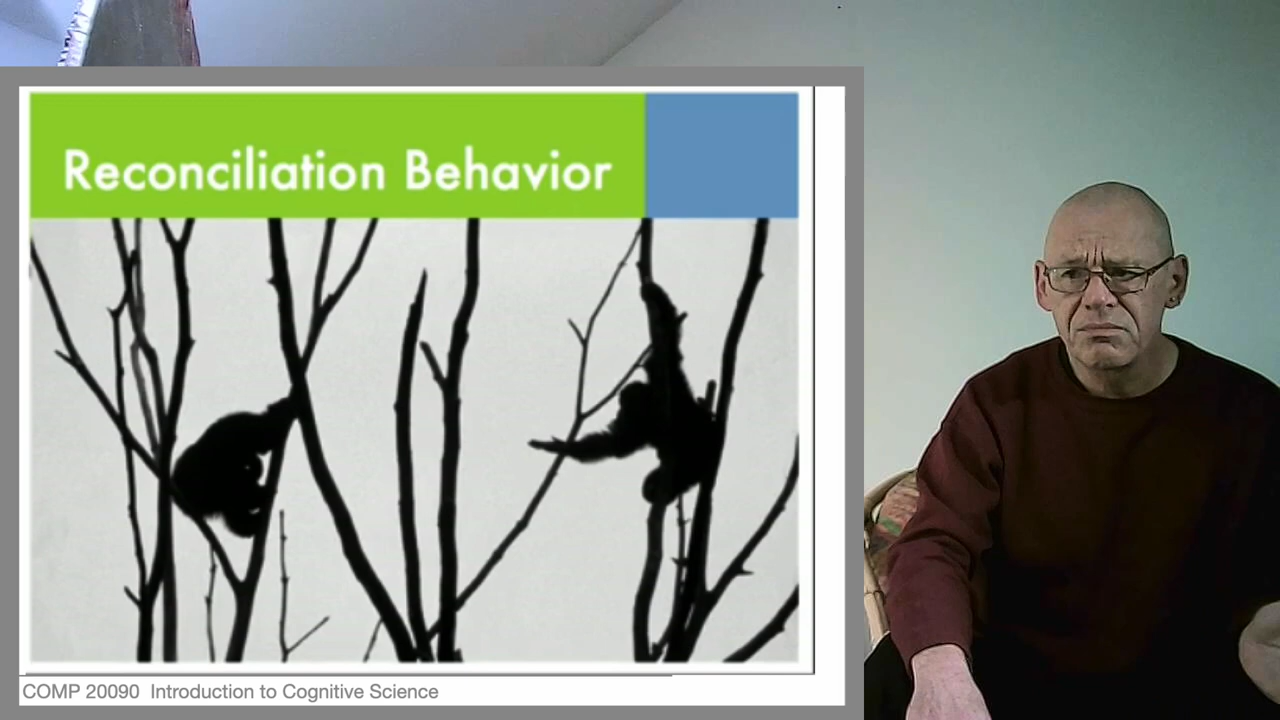 Reconciliation Behavior
COMP 20090  Introduction to Cognitive Science